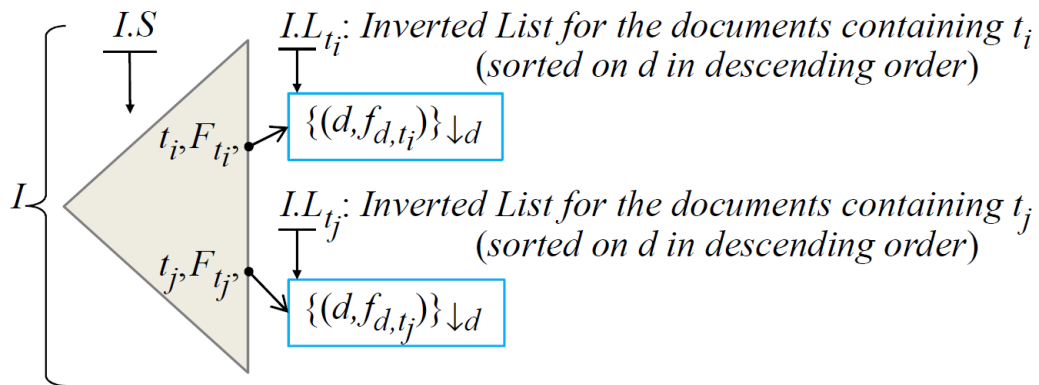 I.S
I.L_{t_i}: Inverted List for the documents containing t_i
(sorted on d in descending order)
{(d,f_{d,t_i})}↓d
t_i,F_{t_i},
I
I.L_{t_j}: Inverted List for the documents containing t_j
(sorted on d in descending order)
t_j,F_{t_j},
{(d,f_{d,t_j})}↓d